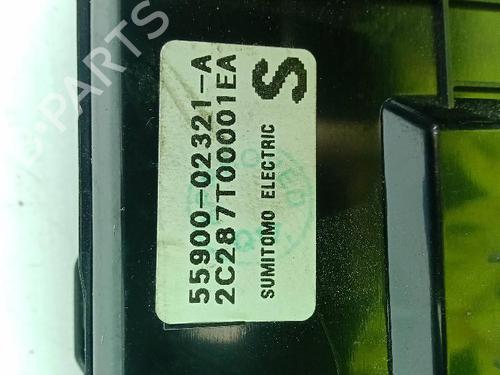 55900-02321-A
2C287T00001EA
SUMITOMO ELECTRIC
S
B-Parts